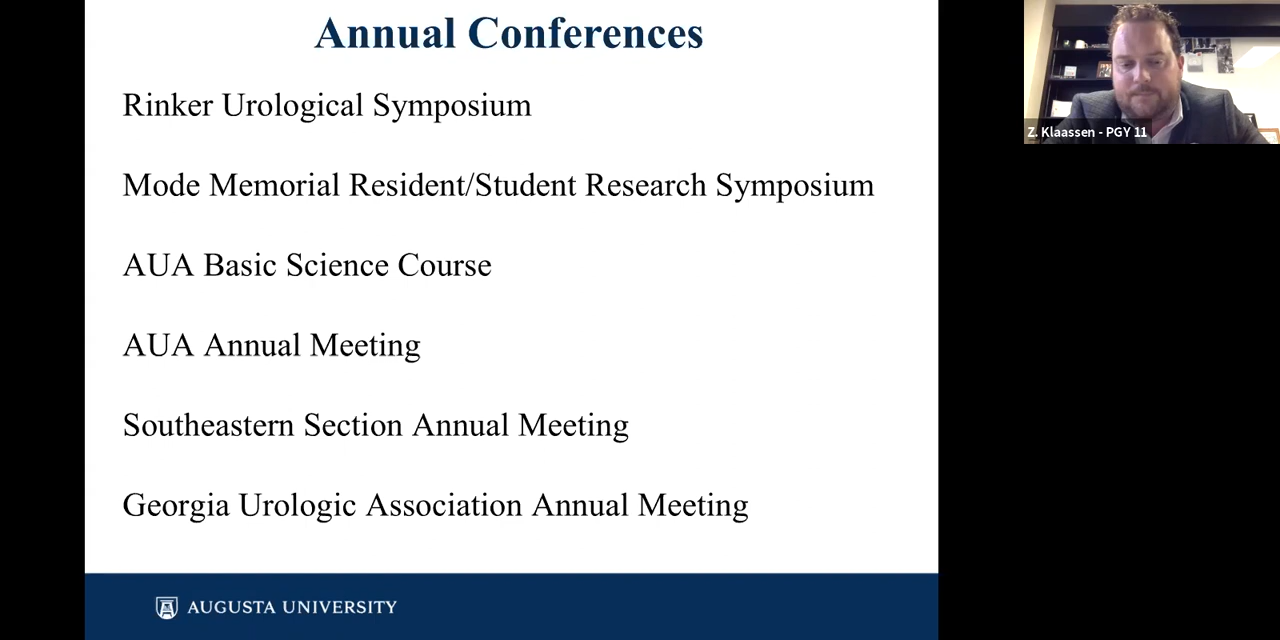 Annual Conferences
Rinker Urological Symposium
Mode Memorial Resident/Student Research Symposium
AUA Basic Science Course
AUA Annual Meeting
Southeastern Section Annual Meeting
Georgia Urologic Association Annual Meeting
AUGUSTA UNIVERSITY
Z. Klaassen - PGY 11